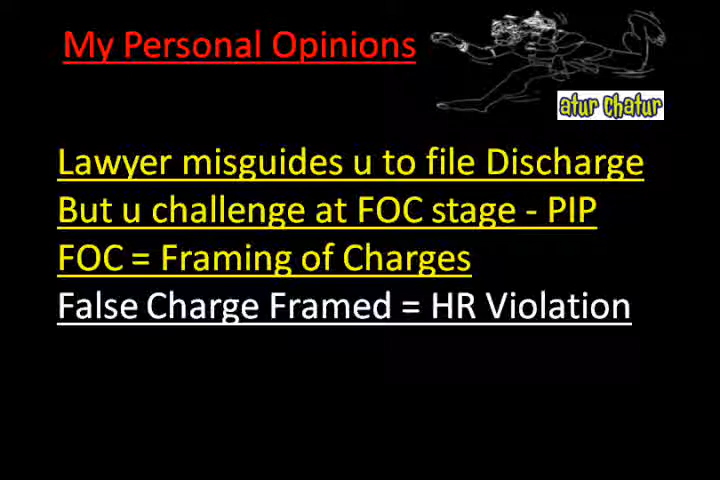 My Personal Opinions
atur chatur
Lawyer misguides u to file Discharge
But u challenge at FOC stage - PIP
FOC = Framing of Charges
False Charge Framed = HR Violation